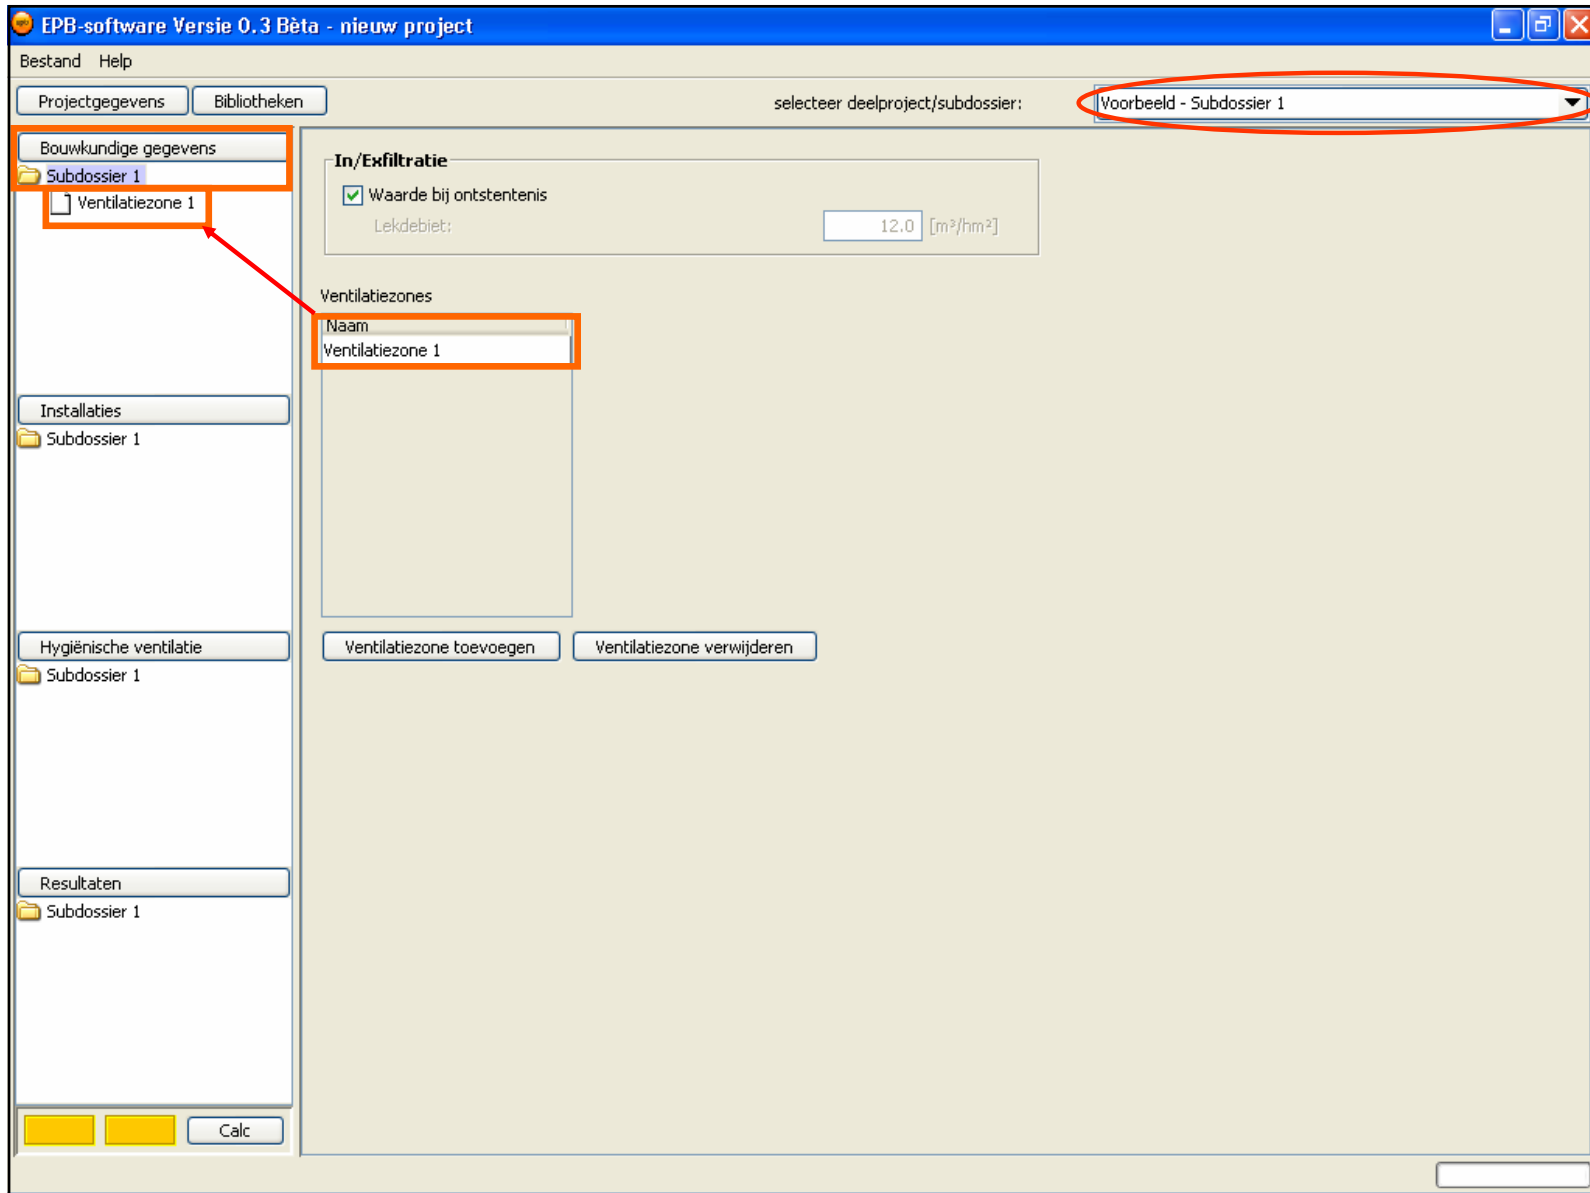 EPB-software Versie 0.3 Bèta - nieuw project
Bestand Help
Projectgegevens Bibliotheken selecteer deelproject/subdossier: Voorbeeld - Subdossier 1
Bouwkundige gegevens
Subdossier 1
Ventilatiezone 1
In/Exfiltratie
Waarde bij ontstentenis
Lekdebiet: 12.0 [m³/hm²]
Ventilatiezones
Naam
Ventilatiezone 1
Installaties
Subdossier 1
Hygiënische ventilatie
Subdossier 1
Ventilatiezone toevoegen Ventilatiezone verwijderen
Resultaten
Subdossier 1
Calc